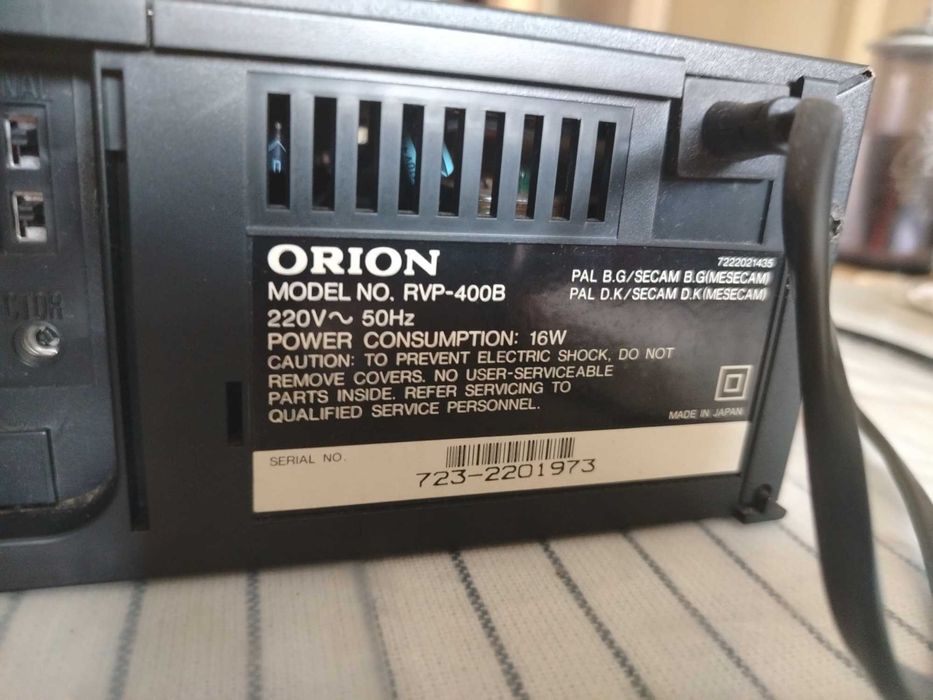 ORION
7222021435
MODEL NO. RVP-400B
PAL B.G/SECAM B.G(MESECAM)
PAL D.K/SECAM D.K(MESECAM)
220V~ 50Hz
POWER CONSUMPTION: 16W
CAUTION: TO PREVENT ELECTRIC SHOCK, DO NOT
REMOVE COVERS. NO USER-SERVICEABLE
PARTS INSIDE. REFER SERVICING TO
QUALIFIED SERVICE PERSONNEL.
MADE IN JAPAN
SERIAL NO.
723-2201973